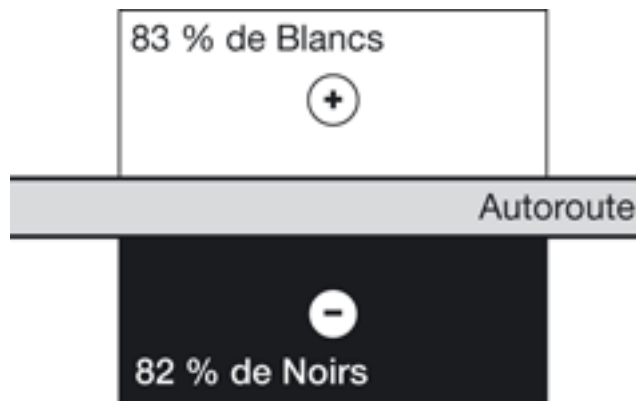 83 % de Blancs
+
Autoroute
-
82 % de Noirs